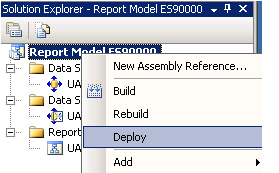 Solution Explorer - Report Model ES90000
Report Model ES90000
Data S
UA
Data S
UA
Report
UA
New Assembly Reference...
Build
Rebuild
Deploy
Add